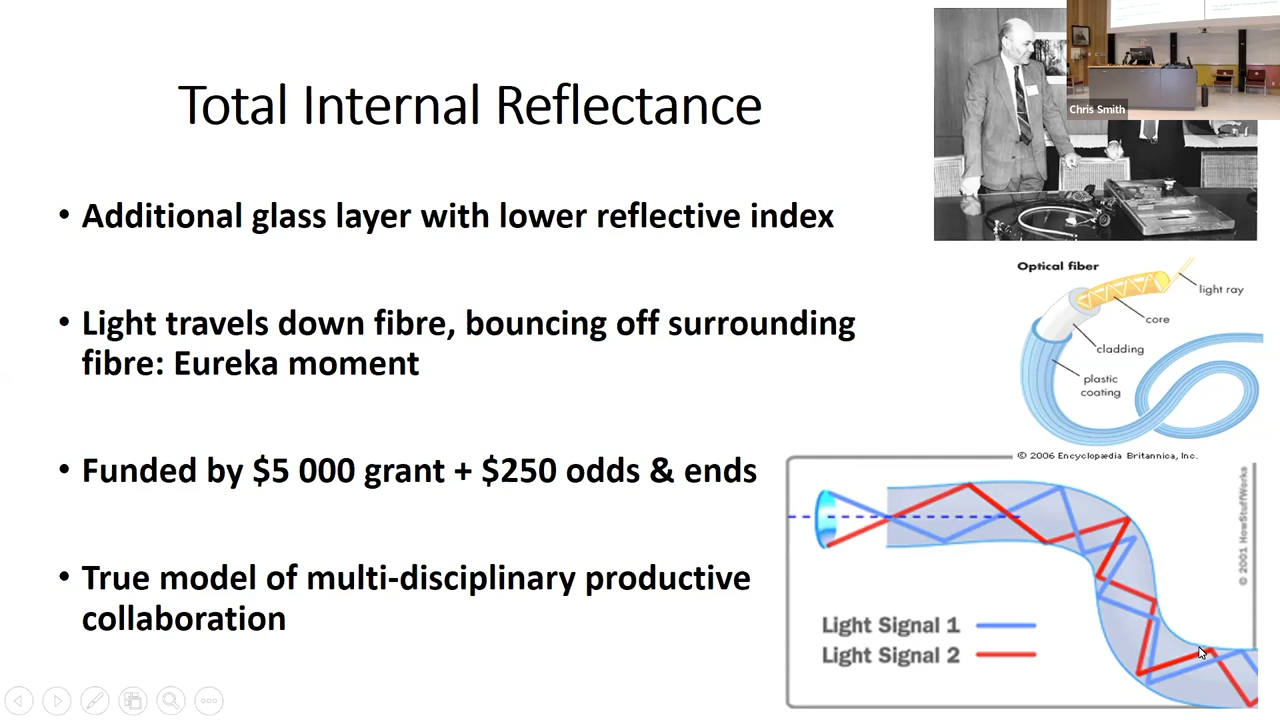 Total Internal Reflectance
• Additional glass layer with lower reflective index
• Light travels down fibre, bouncing off surrounding
fibre: Eureka moment
• Funded by $5 000 grant + $250 odds & ends
• True model of multi-disciplinary productive
collaboration
Chris Smith
Optical fiber
light ray
core
cladding
plastic
coating
© 2006 Encyclopædia Britannica, Inc.
Light Signal 1
Light Signal 2
© 2001 HowStuffWorks